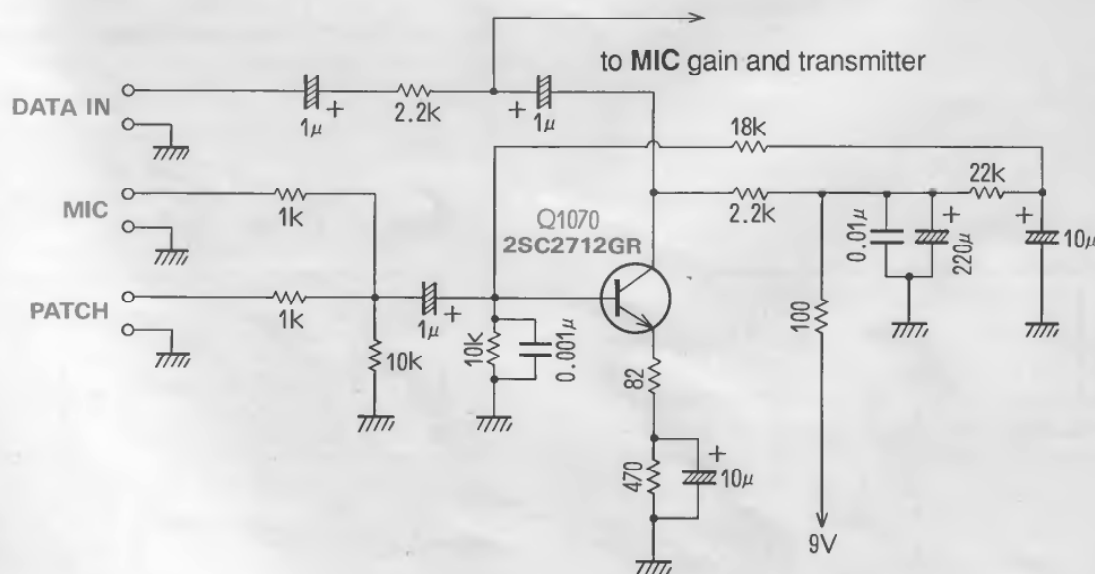 to MIC gain and transmitter
DATA IN
1μ
+
2.2k
+
1μ
18k
MIC
1k
22k
2.2k
Q1070
2SC2712GR
0.01μ
+
220μ
+
10μ
PATCH
1k
1μ
+
100
10k
10k
0.001μ
82
470
+
10μ
9V